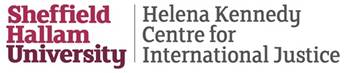 Sheffield
Hallam
University
Helena Kennedy
Centre for
International Justice